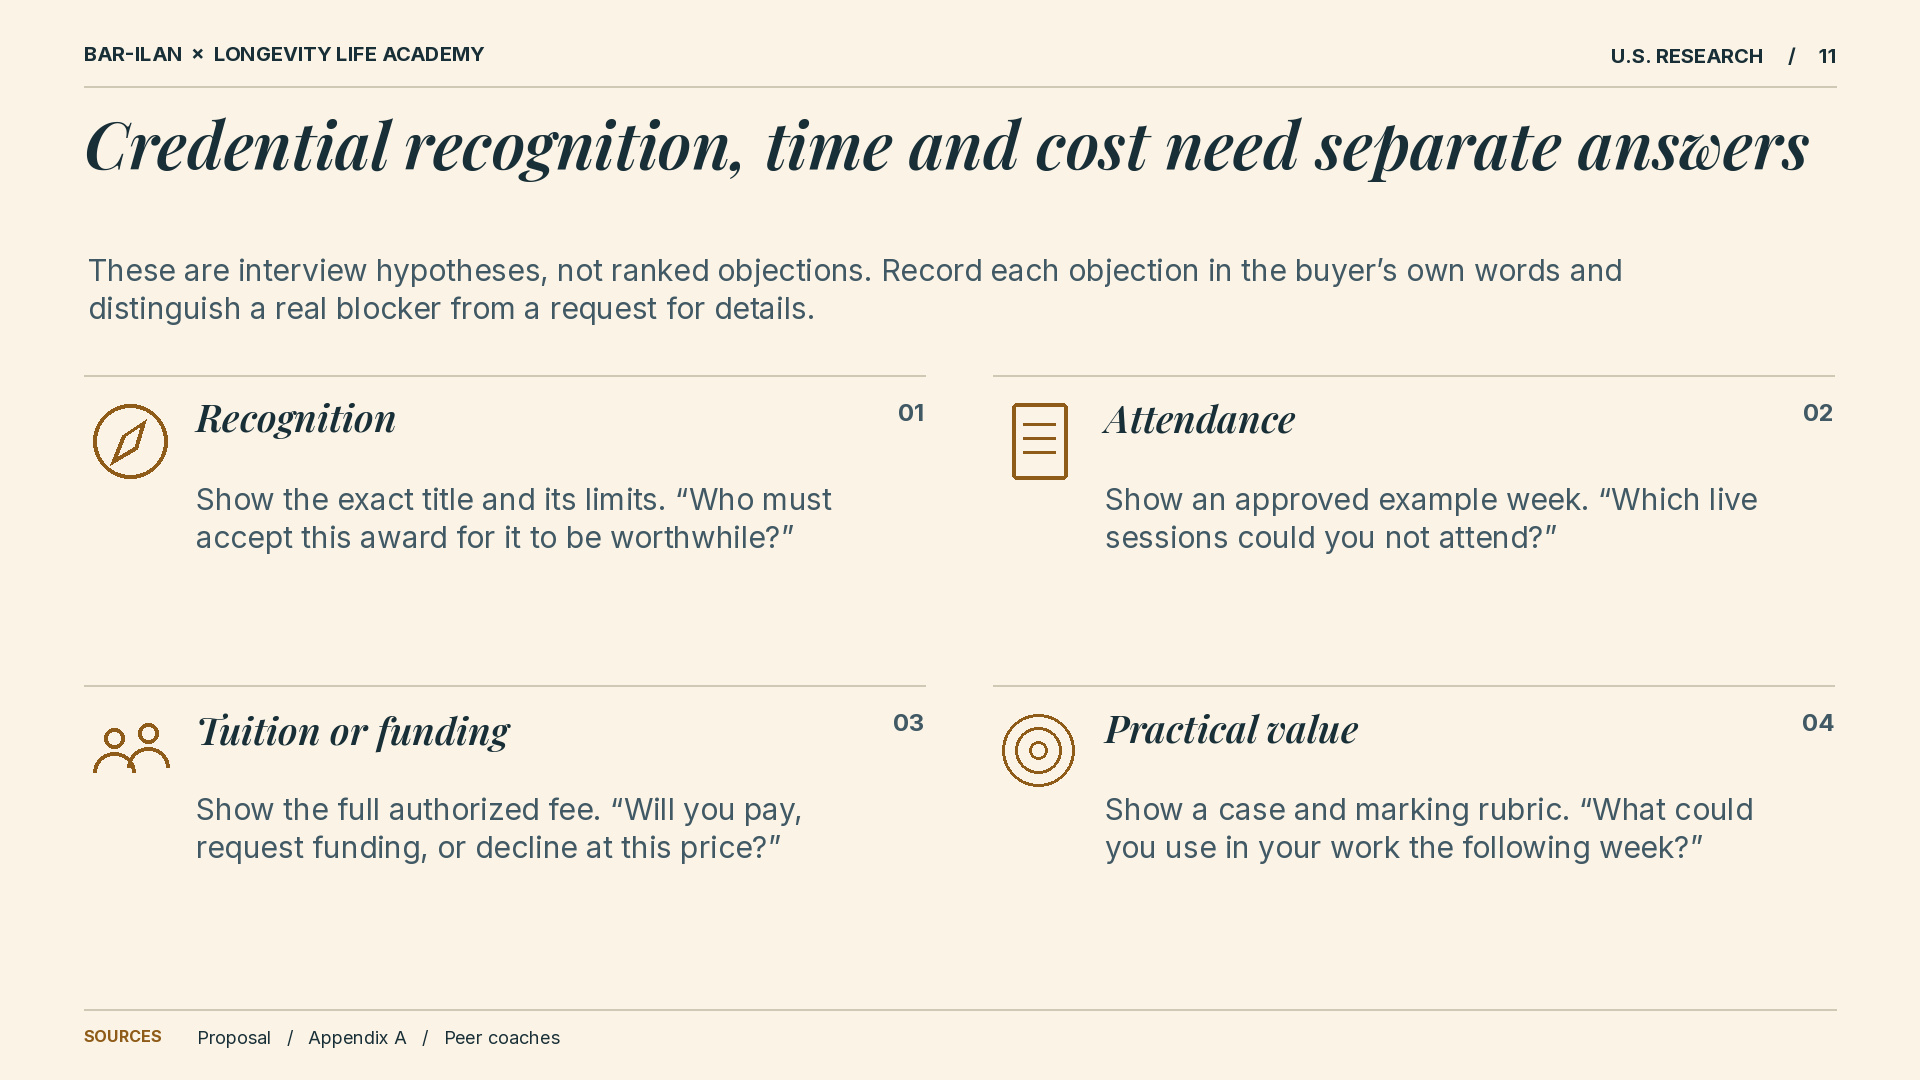 BAR-ILAN × LONGEVITY LIFE ACADEMY
U.S. RESEARCH / 11
Credential recognition, time and cost need separate answers
These are interview hypotheses, not ranked objections. Record each objection in the buyer’s own words and
distinguish a real blocker from a request for details.
Recognition
01
Show the exact title and its limits. “Who must
accept this award for it to be worthwhile?”
Attendance
02
Show an approved example week. “Which live
sessions could you not attend?”
Tuition or funding
03
Show the full authorized fee. “Will you pay,
request funding, or decline at this price?”
Practical value
04
Show a case and marking rubric. “What could
you use in your work the following week?”
SOURCES Proposal / Appendix A / Peer coaches